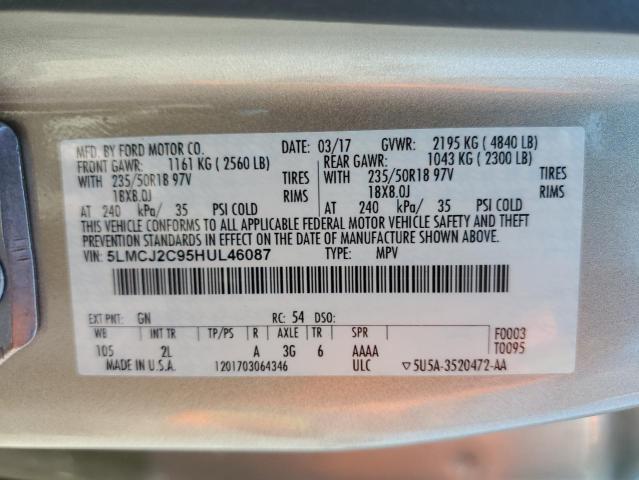 MFD. BY FORD MOTOR CO. DATE: 03/17 GVWR: 2195 KG ( 4840 LB)
FRONT GAWR: 1161 KG ( 2560 LB) REAR GAWR: 1043 KG ( 2300 LB)
WITH 235/50R18 97V TIRES WITH 235/50R18 97V TIRES
18X8.0J RIMS 18X8.0J RIMS
AT 240 kPa/ 35 PSI COLD AT 240 kPa/ 35 PSI COLD
THIS VEHICLE CONFORMS TO ALL APPLICABLE FEDERAL MOTOR VEHICLE SAFETY AND THEFT
PREVENTION STANDARDS IN EFFECT ON THE DATE OF MANUFACTURE SHOWN ABOVE.
VIN: 5LMCJ2C95HUL46087 TYPE: MPV
EXT PNT: GN RC: 54 DSO:
WB INT TR TP/PS R AXLE TR SPR F0003
105 2L A 3G 6 AAAA T0095
MADE IN U.S.A. 1201703064346 ULC ▽5U5A-3520472-AA